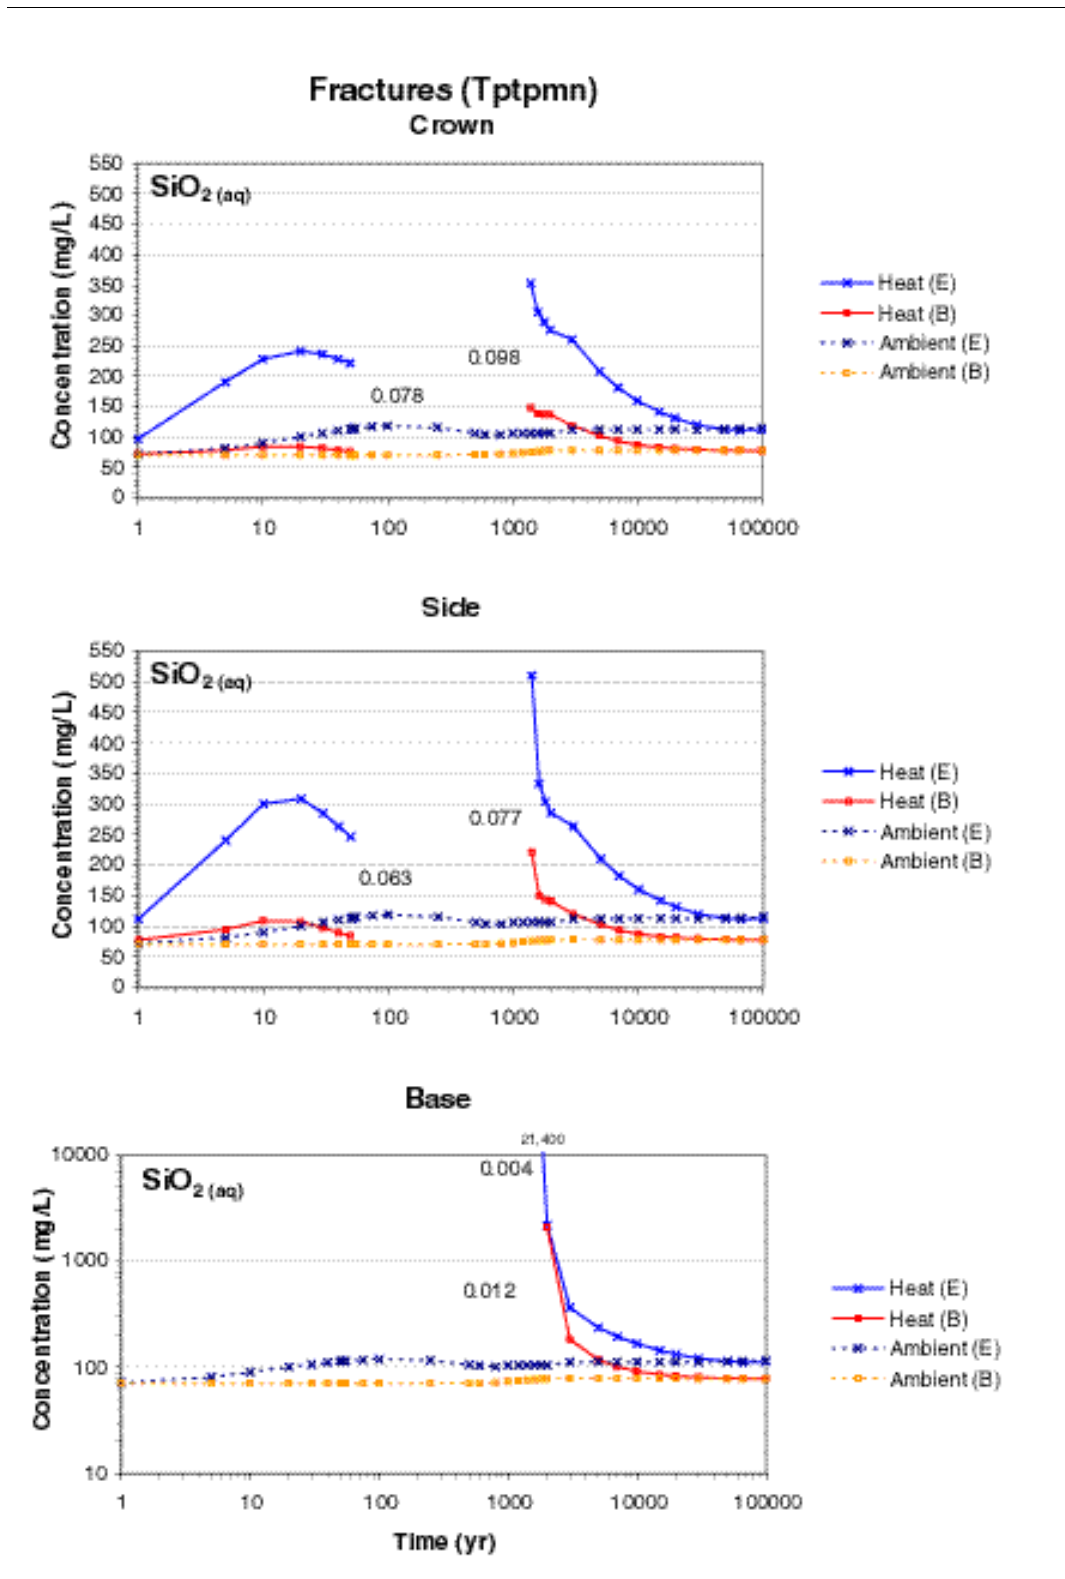 Fractures (Tptpmn)
Crown
SiO2 (aq)
Concentration (mg/L)
550
500
450
400
350
300
250
200
150
100
50
0
0.098
0.078
1 10 100 1000 10000 100000
Heat (E)
Heat (B)
Ambient (E)
Ambient (B)
Side
SiO2 (aq)
Concentration (mg/L)
550
500
450
400
350
300
250
200
150
100
50
0
0.077
0.063
1 10 100 1000 10000 100000
Heat (E)
Heat (B)
Ambient (E)
Ambient (B)
Base
21,400
SiO2 (aq)
Concentration (mg/L)
10000
1000
100
10
0.004
0.012
1 10 100 1000 10000 100000
Heat (E)
Heat (B)
Ambient (E)
Ambient (B)
Time (yr)